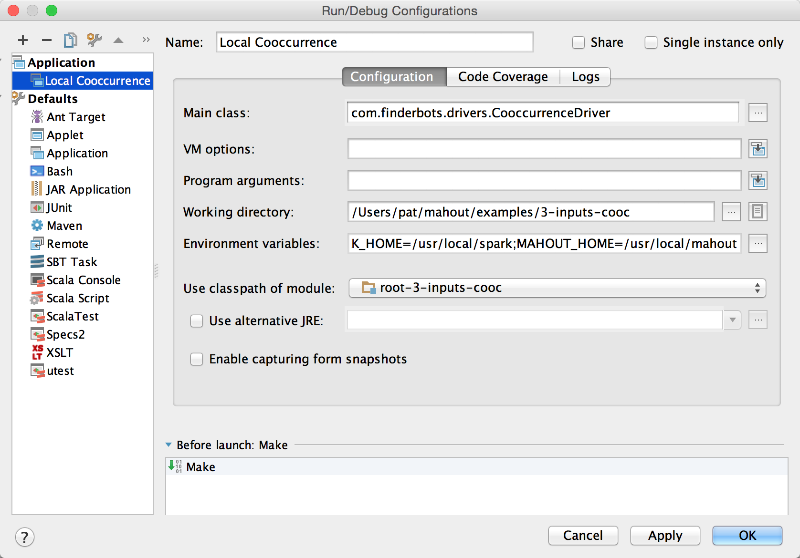 Run/Debug Configurations
Name: Local Cooccurrence
Share
Single instance only
Application
Local Cooccurrence
Defaults
Ant Target
Applet
Application
Bash
JAR Application
JUnit
Maven
Remote
SBT Task
Scala Console
Scala Script
ScalaTest
Specs2
XSLT
utest
Configuration
Code Coverage
Logs
Main class: com.finderbots.drivers.CooccurrenceDriver
VM options:
Program arguments:
Working directory: /Users/pat/mahout/examples/3-inputs-cooc
Environment variables: K_HOME=/usr/local/spark;MAHOUT_HOME=/usr/local/mahout
Use classpath of module: root-3-inputs-cooc
Use alternative JRE:
Enable capturing form snapshots
Before launch: Make
Make
?
Cancel
Apply
OK